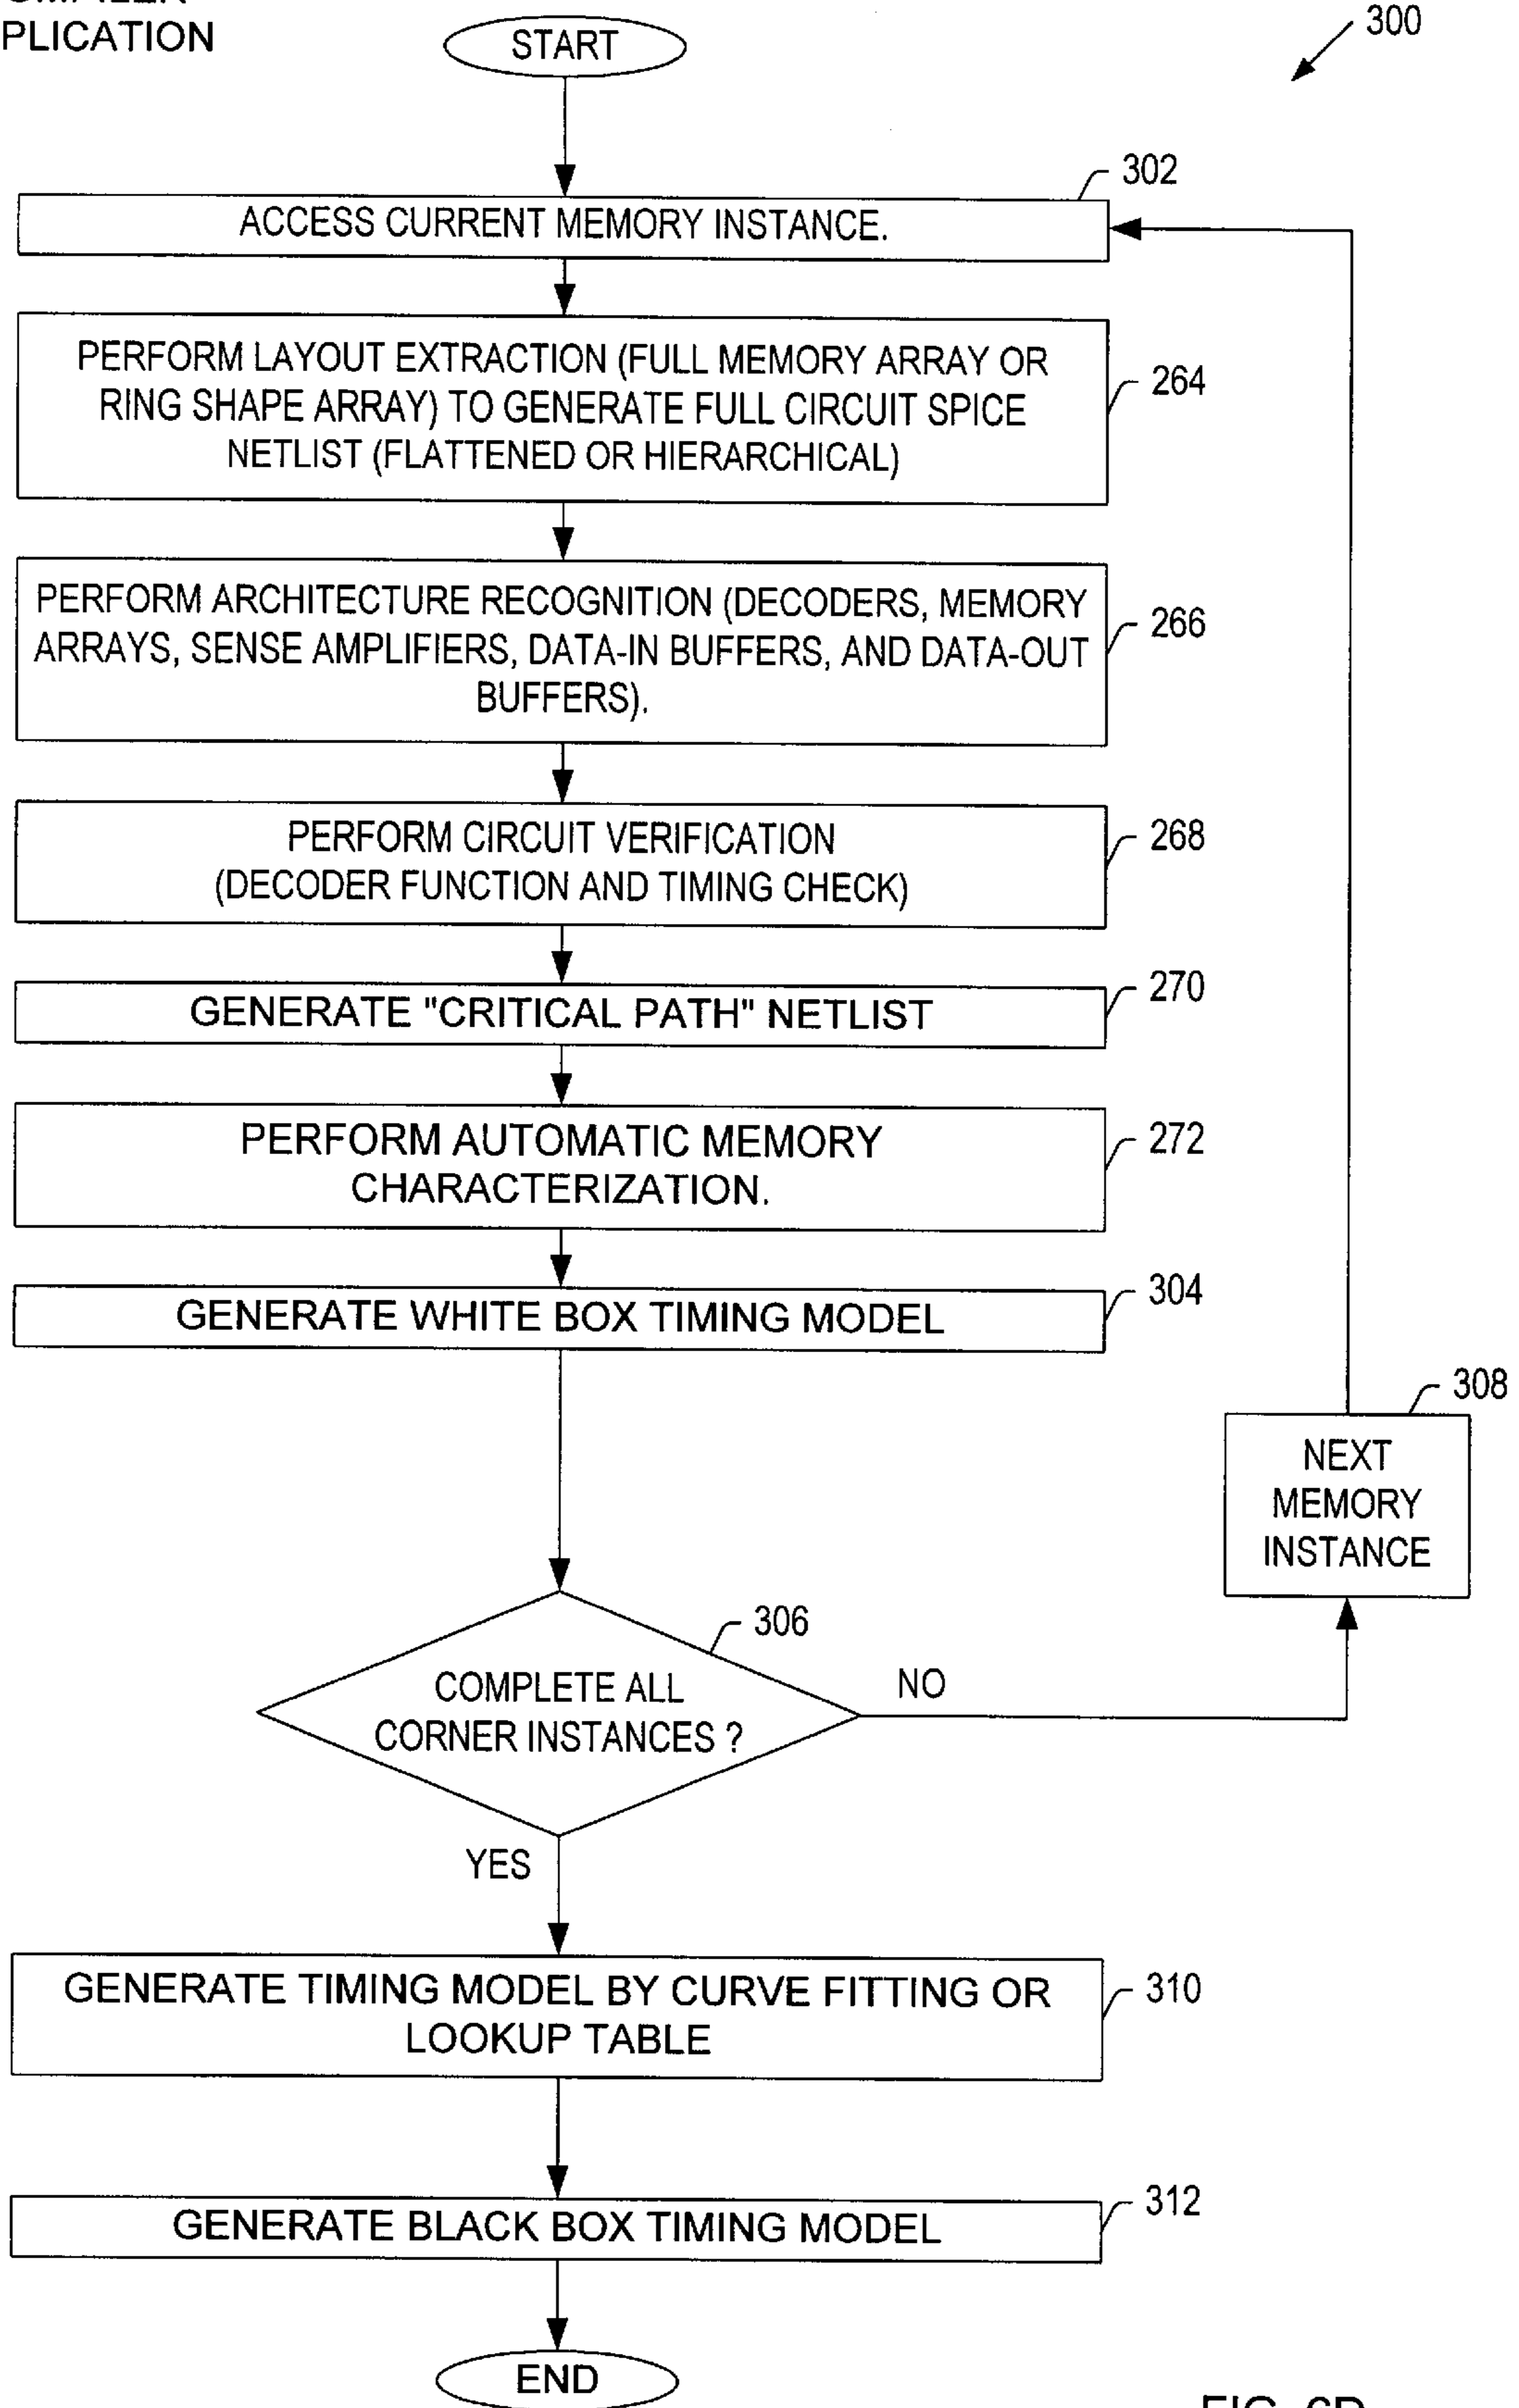 PLICATION
START
300
302
ACCESS CURRENT MEMORY INSTANCE.
PERFORM LAYOUT EXTRACTION (FULL MEMORY ARRAY OR
RING SHAPE ARRAY) TO GENERATE FULL CIRCUIT SPICE
NETLIST (FLATTENED OR HIERARCHICAL)
264
PERFORM ARCHITECTURE RECOGNITION (DECODERS, MEMORY
ARRAYS, SENSE AMPLIFIERS, DATA-IN BUFFERS, AND DATA-OUT
BUFFERS).
266
PERFORM CIRCUIT VERIFICATION
(DECODER FUNCTION AND TIMING CHECK)
268
GENERATE "CRITICAL PATH" NETLIST
270
PERFORM AUTOMATIC MEMORY
CHARACTERIZATION.
272
GENERATE WHITE BOX TIMING MODEL
304
308
NEXT
MEMORY
INSTANCE
306
COMPLETE ALL
CORNER INSTANCES ?
NO
YES
GENERATE TIMING MODEL BY CURVE FITTING OR
LOOKUP TABLE
310
GENERATE BLACK BOX TIMING MODEL
312
END